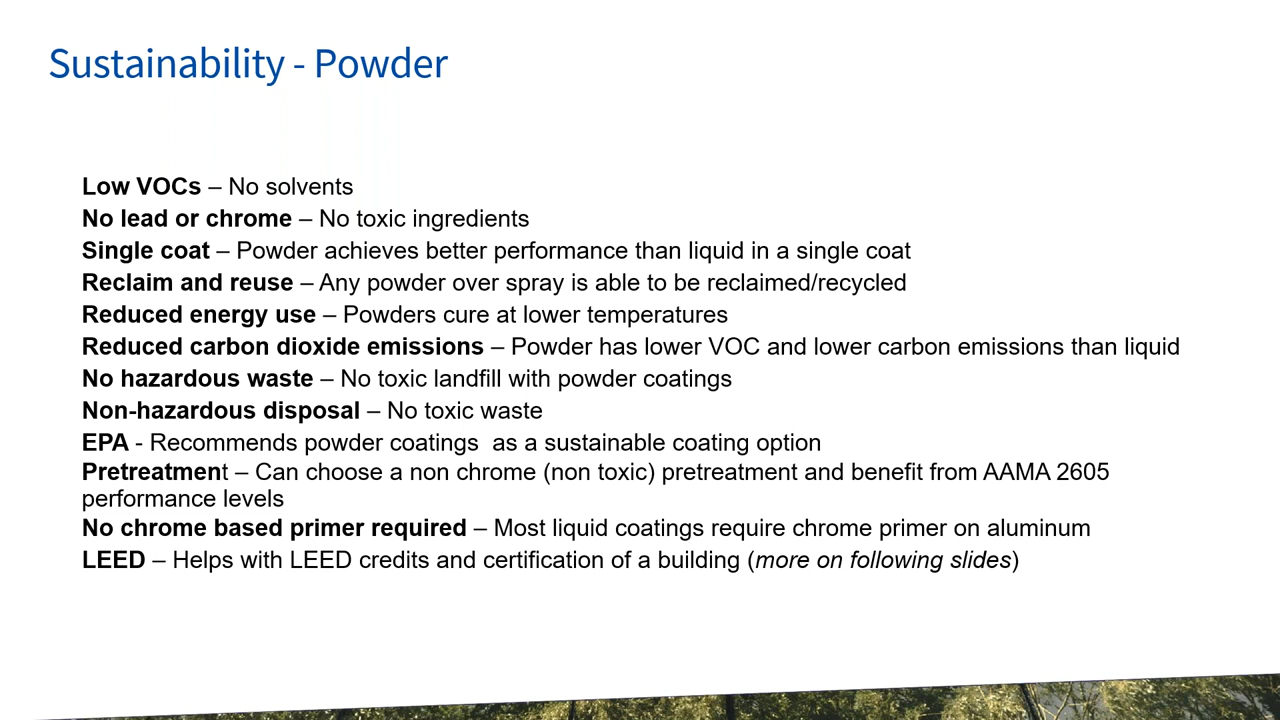 Sustainability - Powder
Low VOCs – No solvents
No lead or chrome – No toxic ingredients
Single coat – Powder achieves better performance than liquid in a single coat
Reclaim and reuse – Any powder over spray is able to be reclaimed/recycled
Reduced energy use – Powders cure at lower temperatures
Reduced carbon dioxide emissions – Powder has lower VOC and lower carbon emissions than liquid
No hazardous waste – No toxic landfill with powder coatings
Non-hazardous disposal – No toxic waste
EPA - Recommends powder coatings  as a sustainable coating option
Pretreatment – Can choose a non chrome (non toxic) pretreatment and benefit from AAMA 2605
performance levels
No chrome based primer required – Most liquid coatings require chrome primer on aluminum
LEED – Helps with LEED credits and certification of a building (more on following slides)